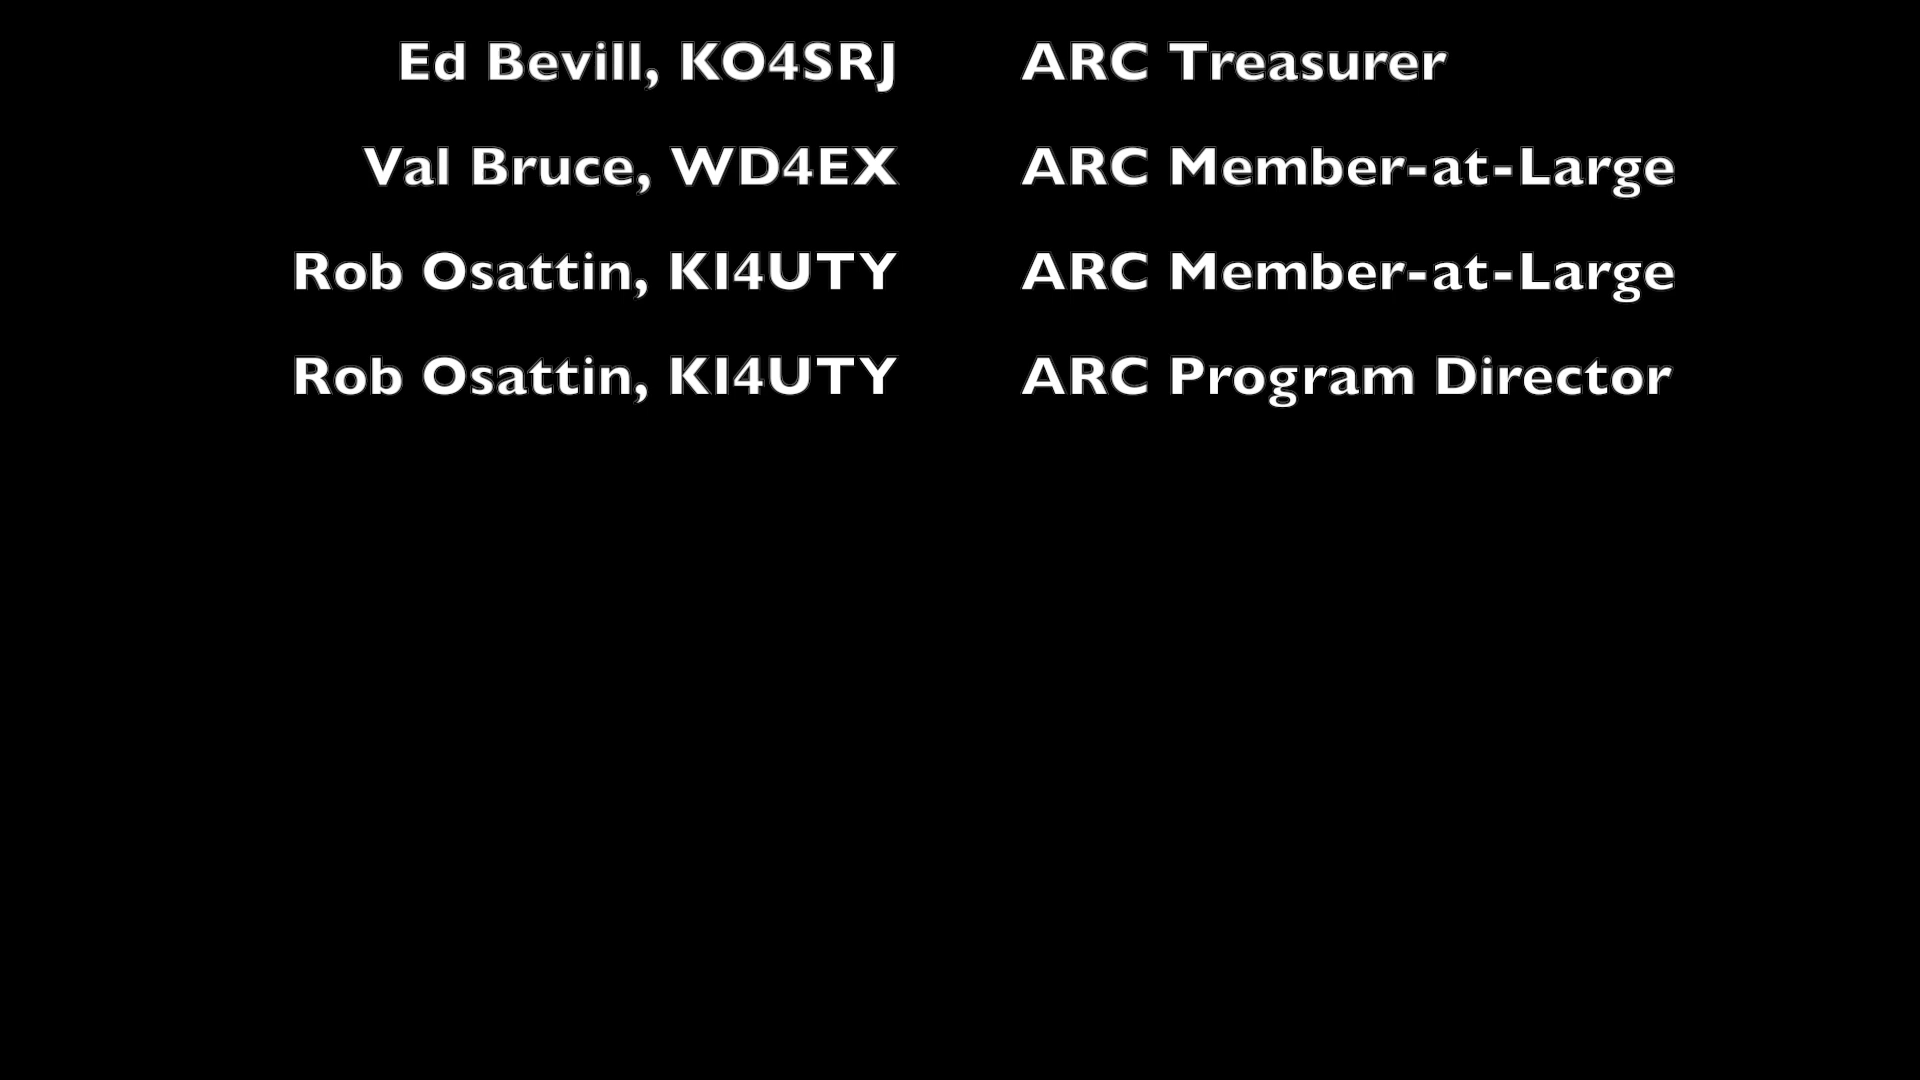 Ed Bevill, KO4SRJ ARC Treasurer
Val Bruce, WD4EX ARC Member-at-Large
Rob Osattin, KI4UTY ARC Member-at-Large
Rob Osattin, KI4UTY ARC Program Director